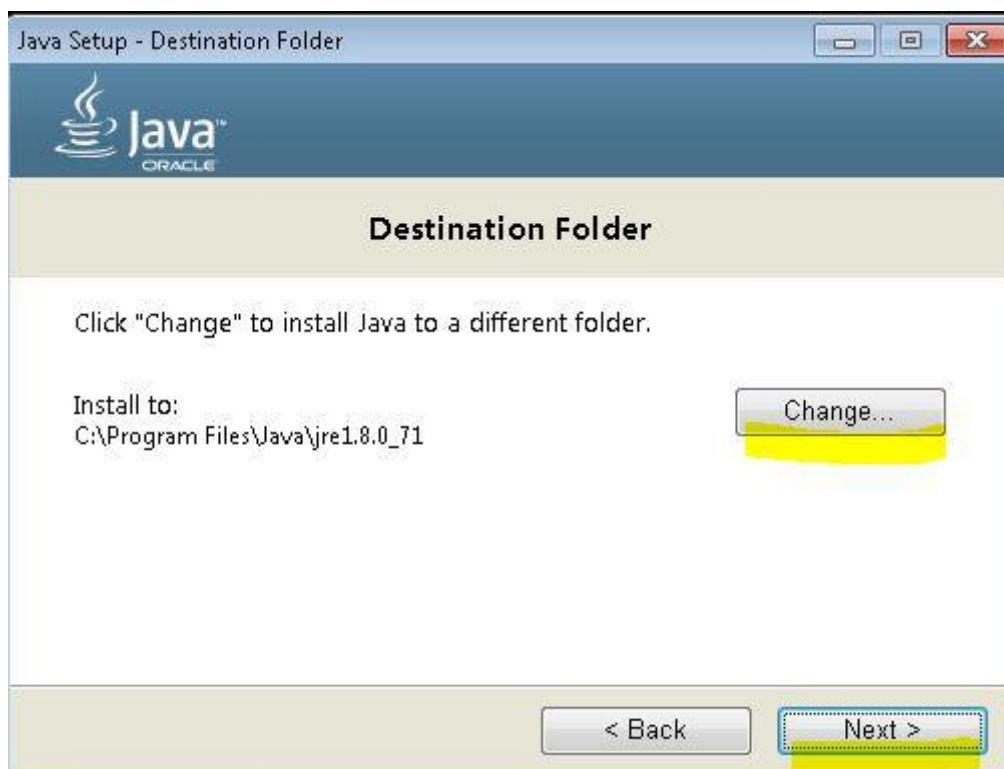 Java Setup - Destination Folder
Java™
ORACLE
Destination Folder
Click "Change" to install Java to a different folder.
Install to:
C:\Program Files\Java\jre1.8.0_71
Change...
< Back
Next >